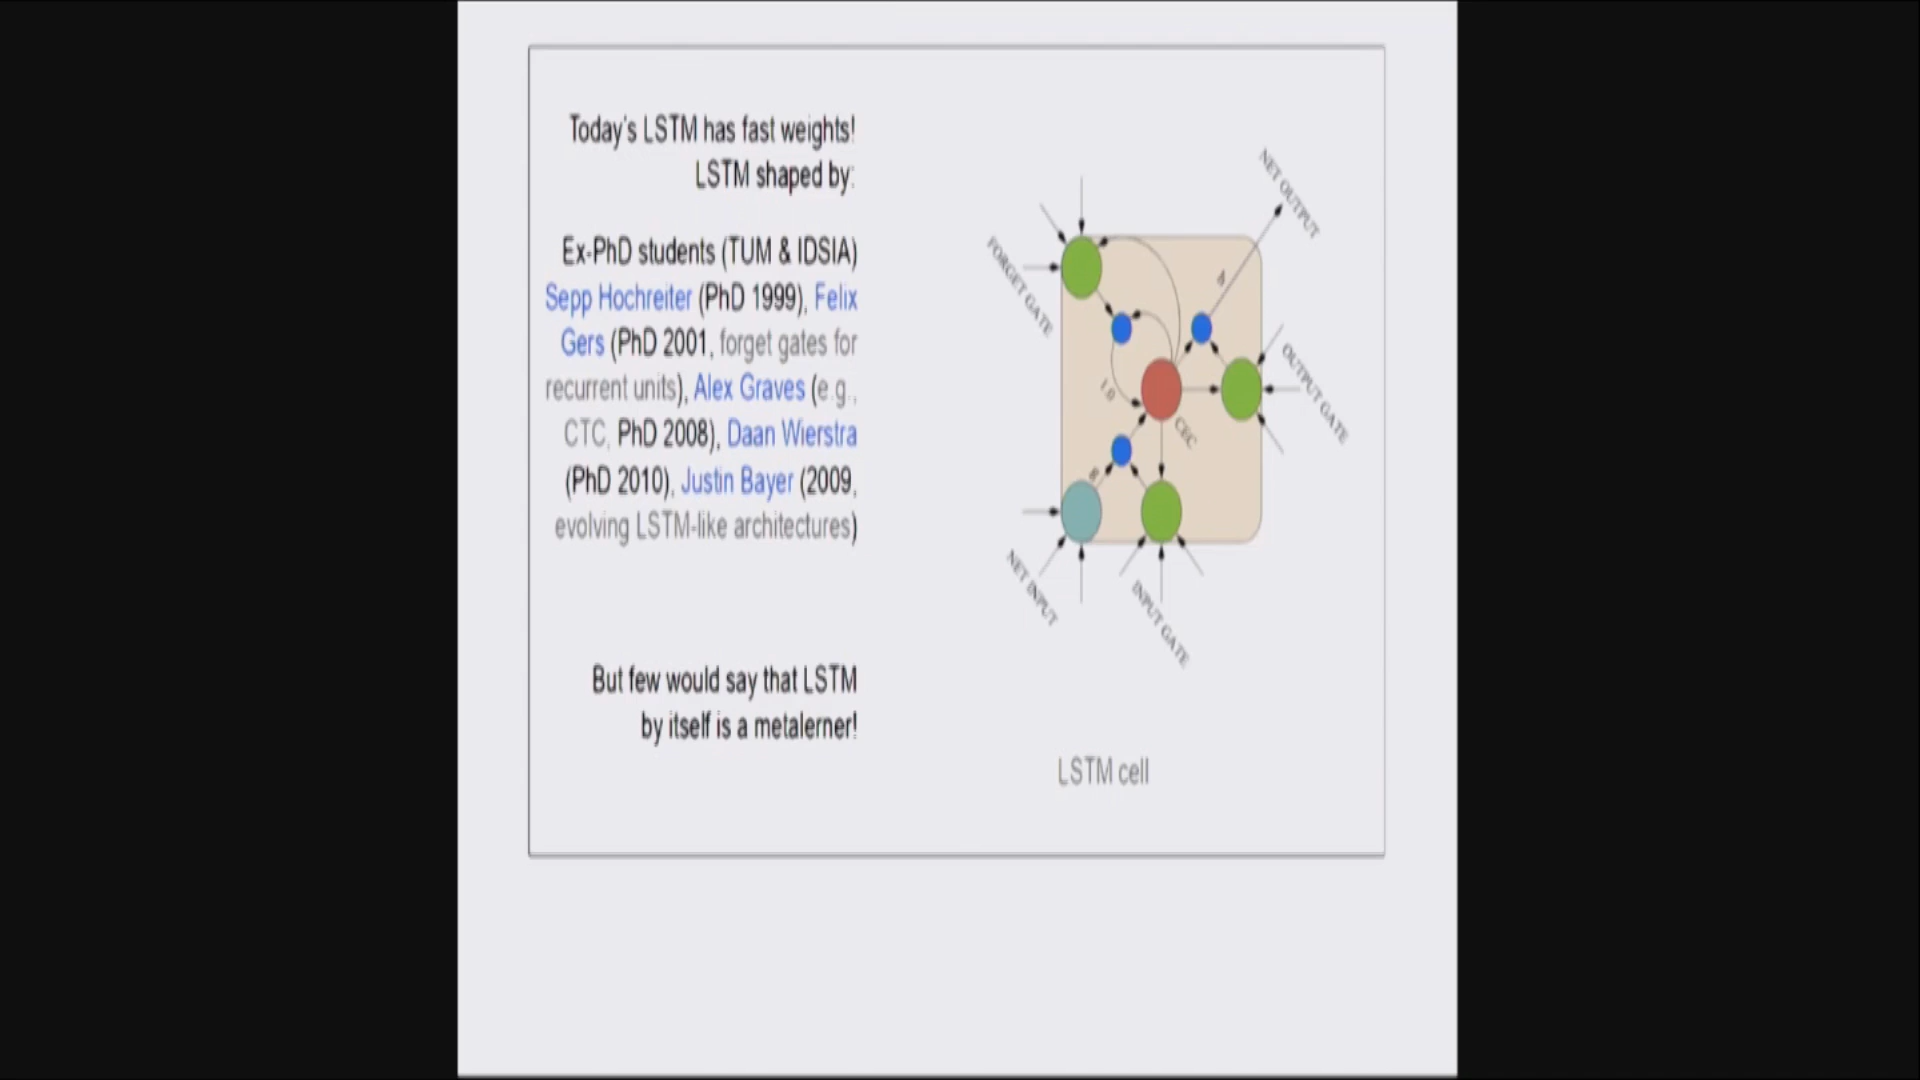 Today's LSTM has fast weights!
LSTM shaped by:
Ex-PhD students (TUM & IDSIA)
Sepp Hochreiter (PhD 1999), Felix
Gers (PhD 2001, forget gates for
recurrent units), Alex Graves (e.g.,
CTC, PhD 2008), Daan Wierstra
(PhD 2010), Justin Bayer (2009,
evolving LSTM-like architectures)
But few would say that LSTM
by itself is a metalerner!
NET OUTPUT
FORGET GATE
h
OUTPUT GATE
1.0
CEC
g
NET INPUT
INPUT GATE
LSTM cell